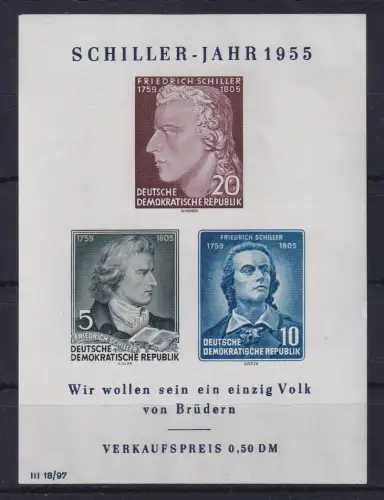 SCHILLER-JAHR 1955
FRIEDRICH SCHILLER
1759 1805
20
DEUTSCHE
DEMOKRATISCHE REPUBLIK
1759 1805
5
FRIEDRICH SCHILLER
DEUTSCHE
DEMOKRATISCHE REPUBLIK
FRIEDRICH SCHILLER
1759 1805
10
DEUTSCHE
DEMOKRATISCHE REPUBLIK
Wir wollen sein ein einzig Volk
von Brüdern
VERKAUFSPREIS 0,50 DM
III 18/97